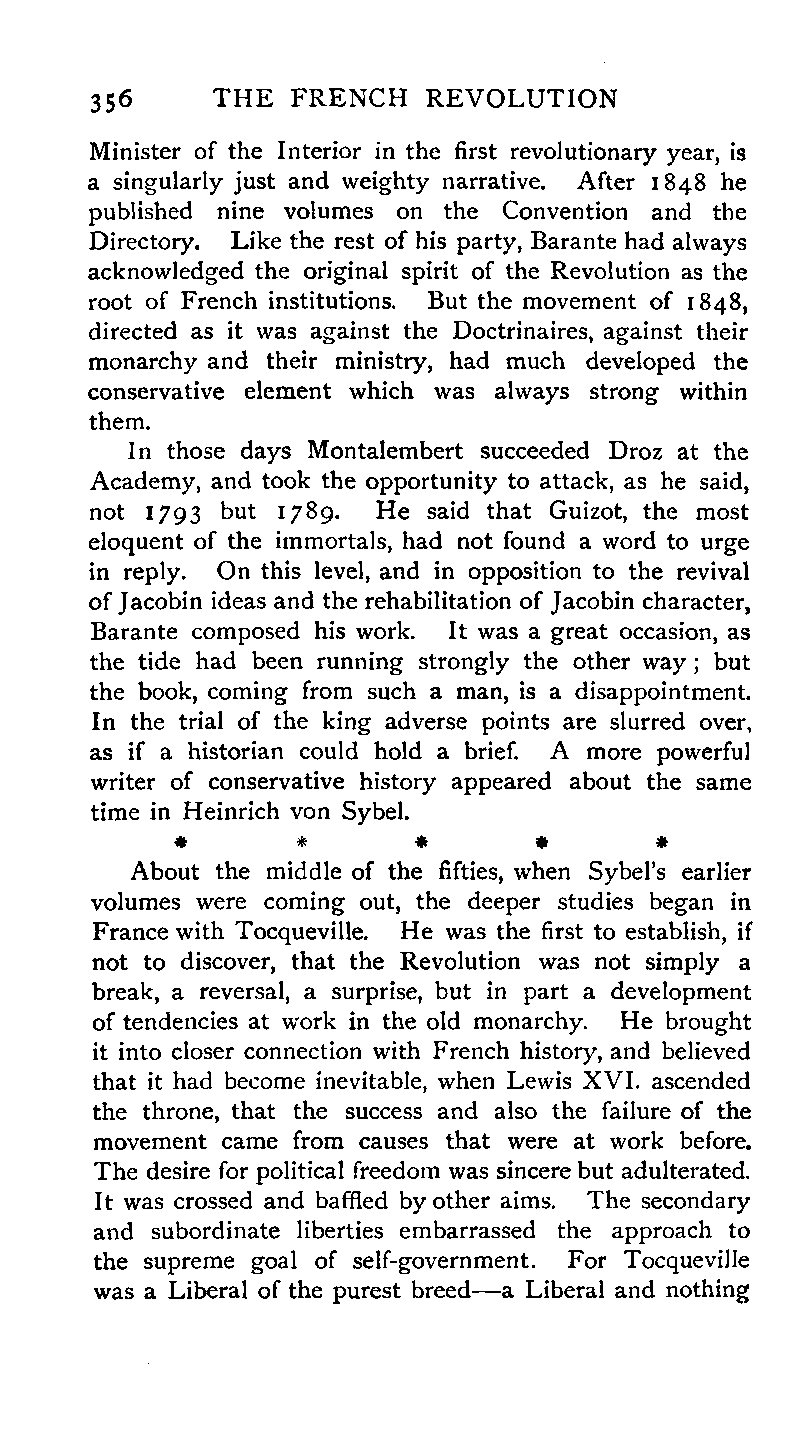 356 THE FRENCH REVOLUTION
Minister of the Interior in the first revolutionary year, is
a singularly just and weighty narrative. After 1848 he
published nine volumes on the Convention and the
Directory. Like the rest of his party, Barante had always
acknowledged the original spirit of the Revolution as the
root of French institutions. But the movement of 1848,
directed as it was against the Doctrinaires, against their
monarchy and their ministry, had much developed the
conservative element which was always strong within
them.
In those days Montalembert succeeded Droz at the
Academy, and took the opportunity to attack, as he said,
not 1793 but 1789. He said that Guizot, the most
eloquent of the immortals, had not found a word to urge
in reply. On this level, and in opposition to the revival
of Jacobin ideas and the rehabilitation of Jacobin character,
Barante composed his work. It was a great occasion, as
the tide had been running strongly the other way; but
the book, coming from such a man, is a disappointment.
In the trial of the king adverse points are slurred over,
as if a historian could hold a brief. A more powerful
writer of conservative history appeared about the same
time in Heinrich von Sybel.
* * * * *
About the middle of the fifties, when Sybel's earlier
volumes were coming out, the deeper studies began in
France with Tocqueville. He was the first to establish, if
not to discover, that the Revolution was not simply a
break, a reversal, a surprise, but in part a development
of tendencies at work in the old monarchy. He brought
it into closer connection with French history, and believed
that it had become inevitable, when Lewis XVI. ascended
the throne, that the success and also the failure of the
movement came from causes that were at work before.
The desire for political freedom was sincere but adulterated.
It was crossed and baffled by other aims. The secondary
and subordinate liberties embarrassed the approach to
the supreme goal of self-government. For Tocqueville
was a Liberal of the purest breed—a Liberal and nothing